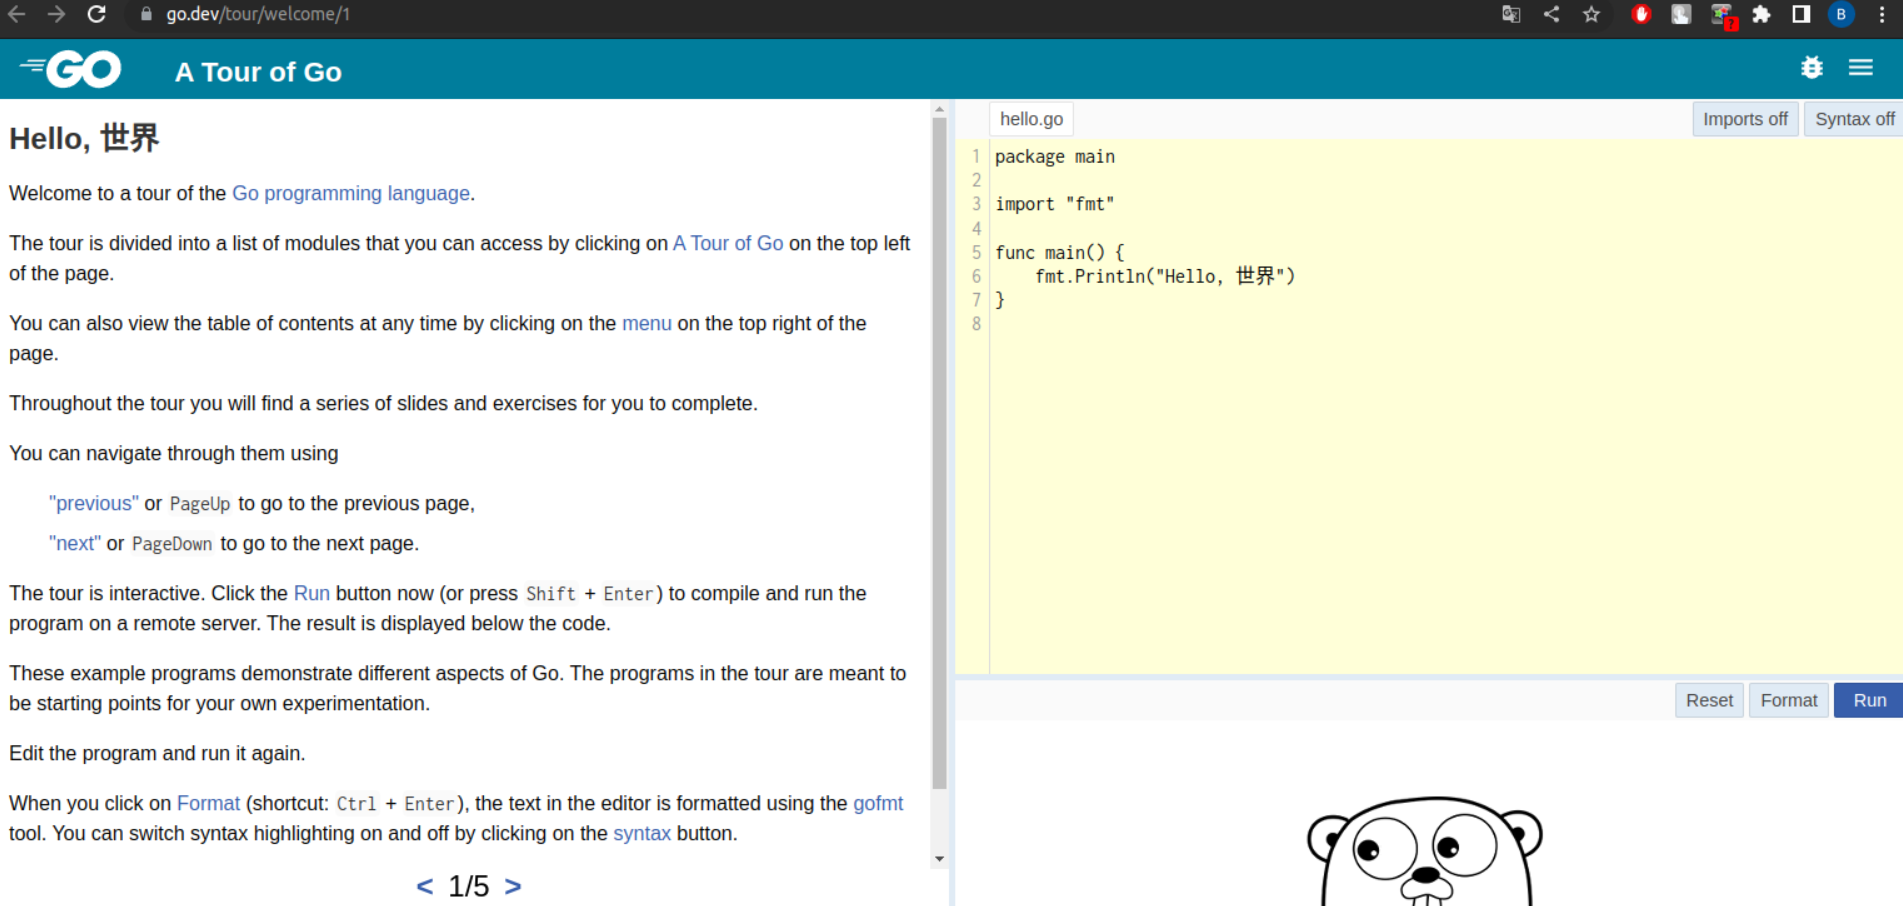 go.dev/tour/welcome/1
B
?
GO
A Tour of Go
Hello, 世界
Welcome to a tour of the Go programming language.
The tour is divided into a list of modules that you can access by clicking on A Tour of Go on the top left
of the page.
You can also view the table of contents at any time by clicking on the menu on the top right of the
page.
Throughout the tour you will find a series of slides and exercises for you to complete.
You can navigate through them using
"previous" or PageUp to go to the previous page,
"next" or PageDown to go to the next page.
The tour is interactive. Click the Run button now (or press Shift + Enter) to compile and run the
program on a remote server. The result is displayed below the code.
These example programs demonstrate different aspects of Go. The programs in the tour are meant to
be starting points for your own experimentation.
Edit the program and run it again.
When you click on Format (shortcut: Ctrl + Enter), the text in the editor is formatted using the gofmt
tool. You can switch syntax highlighting on and off by clicking on the syntax button.
< 1/5 >
hello.go
Imports off
Syntax off
1 package main
2
3 import "fmt"
4
5 func main() {
6     fmt.Println("Hello, 世界")
7 }
8
Reset
Format
Run